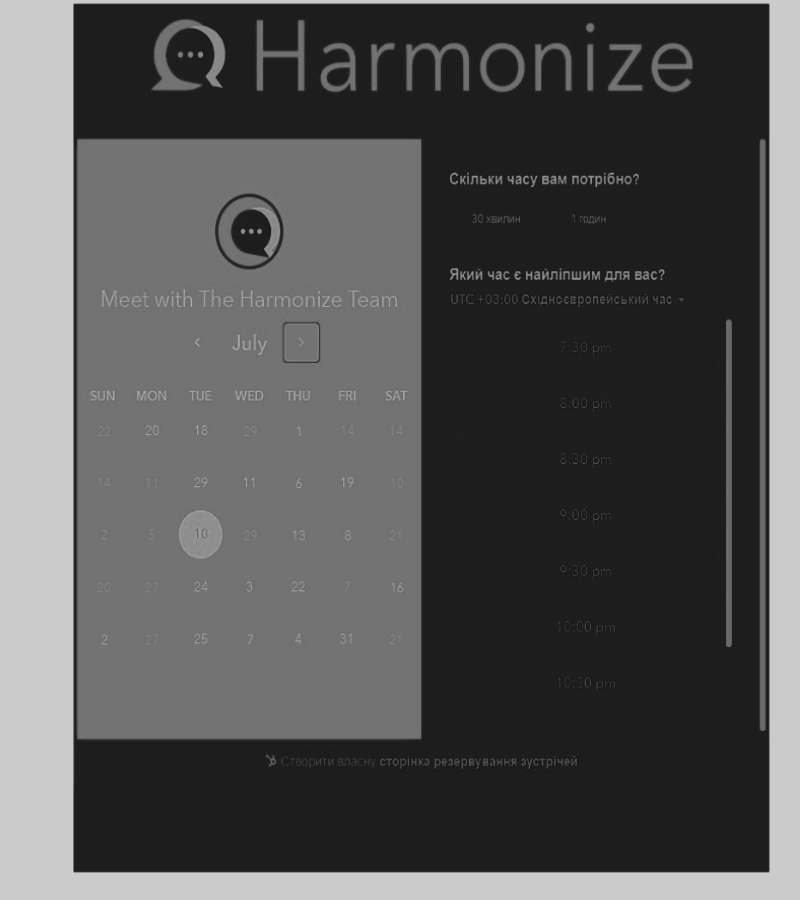 Harmonize
Meet with The Harmonize Team
July
SUN MON TUE WED THU FRI SAT
22 20 18 29 1 14 14
14 11 29 11 6 19 10
2 5 10 29 13 8 21
20 27 24 3 22 7 16
2 27 25 7 4 31 21
Скільки часу вам потрібно?
30 хвилин 1 годин
Який час є найліпшим для вас?
UTC +03:00 Східноєвропейський час
7:30 pm
8:00 pm
8:30 pm
9:00 pm
9:30 pm
10:00 pm
10:30 pm
Створити власну сторінка резервування зустрічей